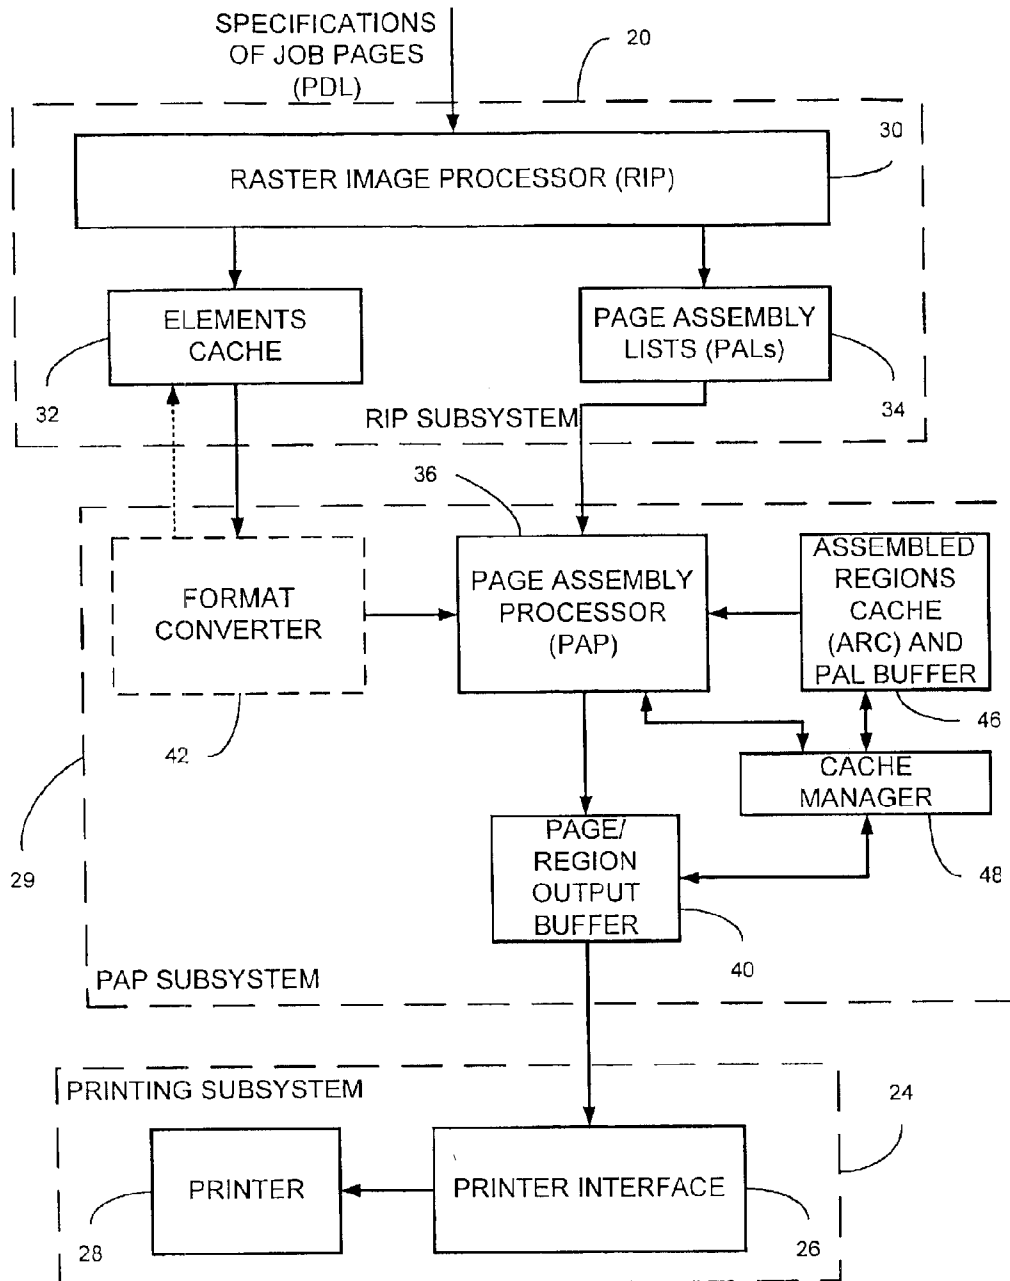 SPECIFICATIONS
OF JOB PAGES
(PDL)
20
30
RASTER IMAGE PROCESSOR (RIP)
ELEMENTS
CACHE
PAGE ASSEMBLY
LISTS (PALs)
32
34
RIP SUBSYSTEM
36
FORMAT
CONVERTER
PAGE ASSEMBLY
PROCESSOR
(PAP)
ASSEMBLED
REGIONS
CACHE
(ARC) AND
PAL BUFFER
42
46
CACHE
MANAGER
PAGE/
REGION
OUTPUT
BUFFER
29
48
40
PAP SUBSYSTEM
PRINTING SUBSYSTEM
24
PRINTER
PRINTER INTERFACE
28
26